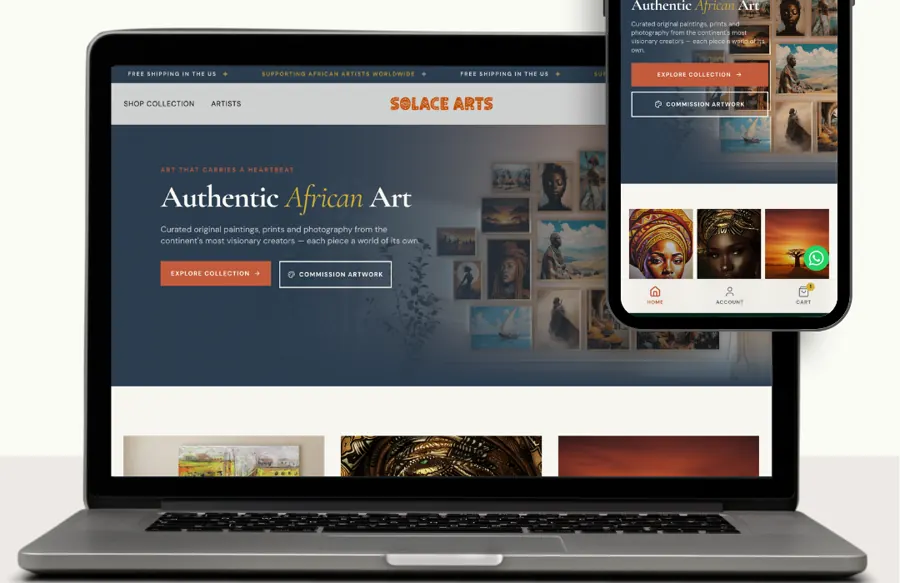 FREE SHIPPING IN THE US ✦ SUPPORTING AFRICAN ARTISTS WORLDWIDE ✦ FREE SHIPPING IN THE US ✦
SHOP COLLECTION ARTISTS SOLACE ARTS
ART THAT CARRIES A HEARTBEAT
Authentic African Art
Curated original paintings, prints and photography from the
continent's most visionary creators — each piece a world of its own.
EXPLORE COLLECTION → COMMISSION ARTWORK
Authentic African Art
Curated original paintings, prints and
photography from the continent's most
visionary creators — each piece a world of its
own.
EXPLORE COLLECTION →
COMMISSION ARTWORK
HOME ACCOUNT CART